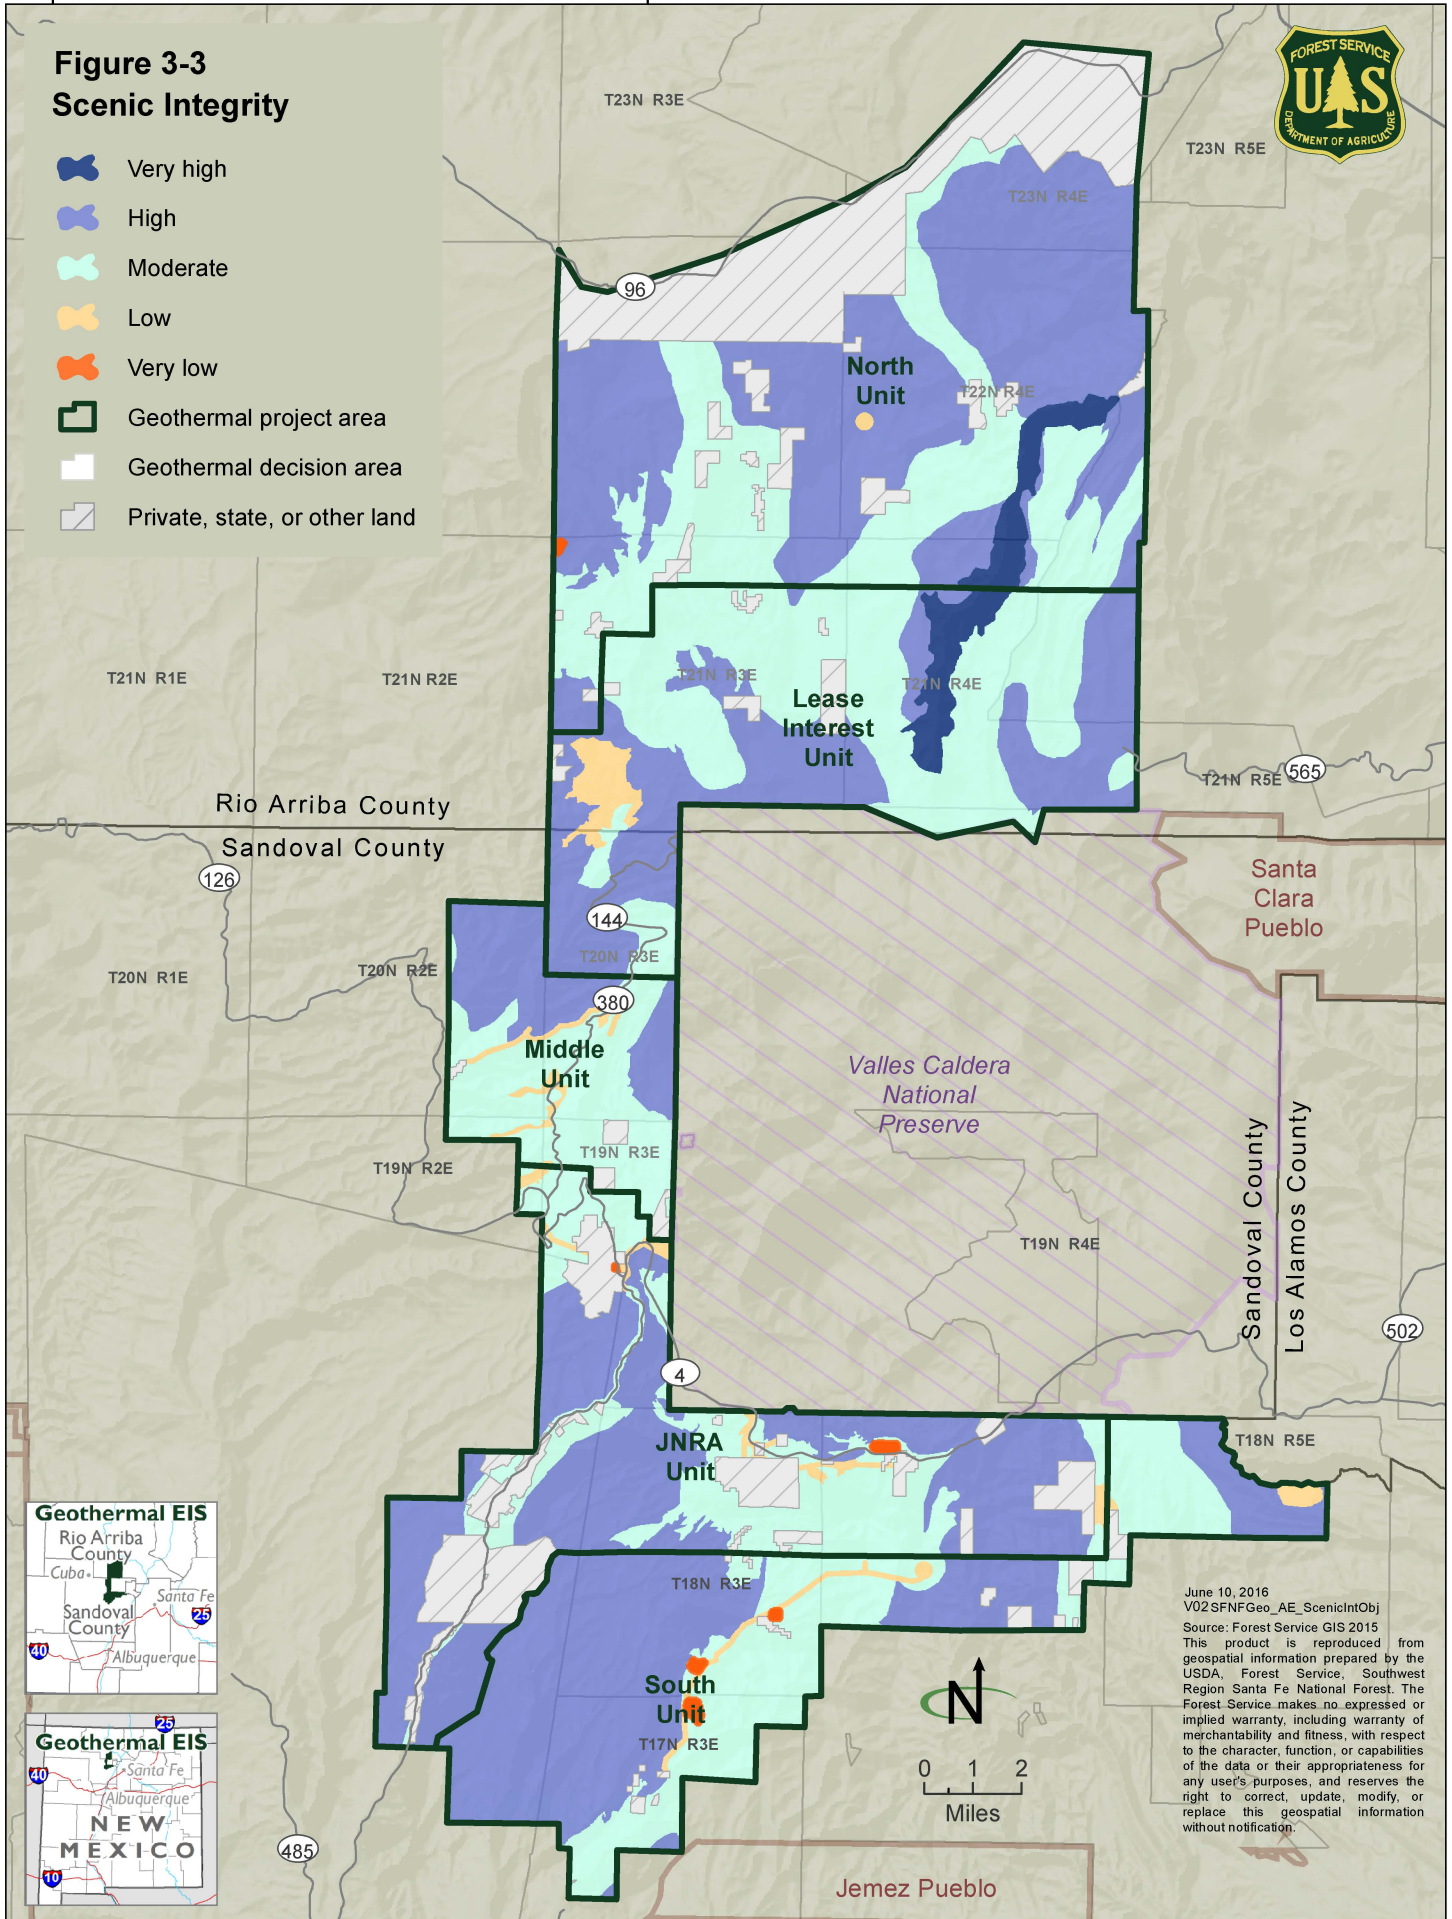 Figure 3-3
Scenic Integrity
Very high
High
Moderate
Low
Very low
Geothermal project area
Geothermal decision area
Private, state, or other land
FOREST SERVICE
U S
DEPARTMENT OF AGRICULTURE
T23N R3E
T23N R5E
T23N R4E
96
North
Unit
T22N R4E
T21N R1E
T21N R2E
T21N R3E
T21N R4E
Lease
Interest
Unit
T21N R5E
565
Rio Arriba County
Sandoval County
126
Santa
Clara
Pueblo
144
T20N R3E
T20N R1E
T20N R2E
380
Middle
Unit
Valles Caldera
National
Preserve
T19N R3E
T19N R2E
T19N R4E
Sandoval County
Los Alamos County
502
4
JNRA
Unit
T18N R5E
Geothermal EIS
Rio Arriba
County
Cuba
Santa Fe
Sandoval
County
25
40
Albuquerque
T18N R3E
South
Unit
T17N R3E
N
0 1 2
Miles
June 10, 2016
V02 SFNFGeo_AE_ScenicIntObj
Source: Forest Service GIS 2015
This product is reproduced from
geospatial information prepared by the
USDA, Forest Service, Southwest
Region Santa Fe National Forest. The
Forest Service makes no expressed or
implied warranty, including warranty of
merchantability and fitness, with respect
to the character, function, or capabilities
of the data or their appropriateness for
any user's purposes, and reserves the
right to correct, update, modify, or
replace this geospatial information
without notification.
25
Geothermal EIS
40
Santa Fe
Albuquerque
NEW
MEXICO
10
485
Jemez Pueblo